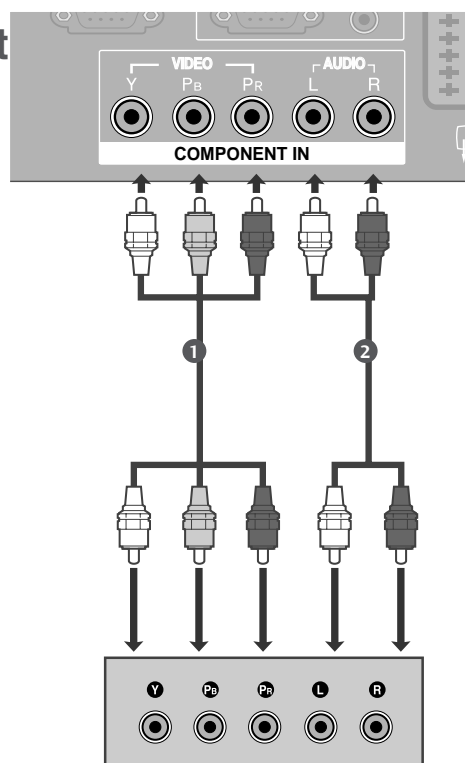 t
VIDEO AUDIO
Y PB PR L R
COMPONENT IN
1 2
Y PB PR L R